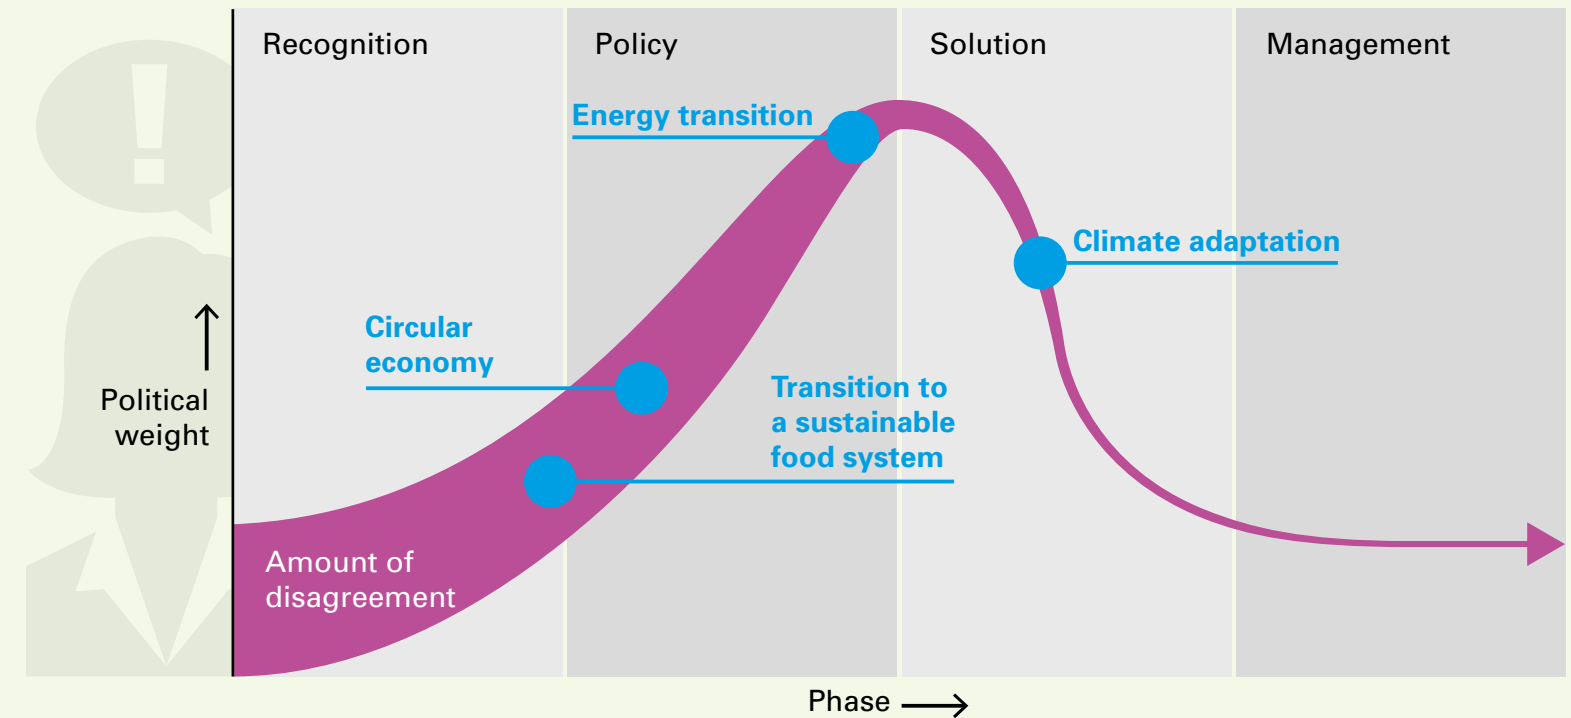 Recognition
Policy
Solution
Management
!
Energy transition
Climate adaptation
Circular
economy
Transition to
a sustainable
food system
Political
weight
Amount of
disagreement
Phase